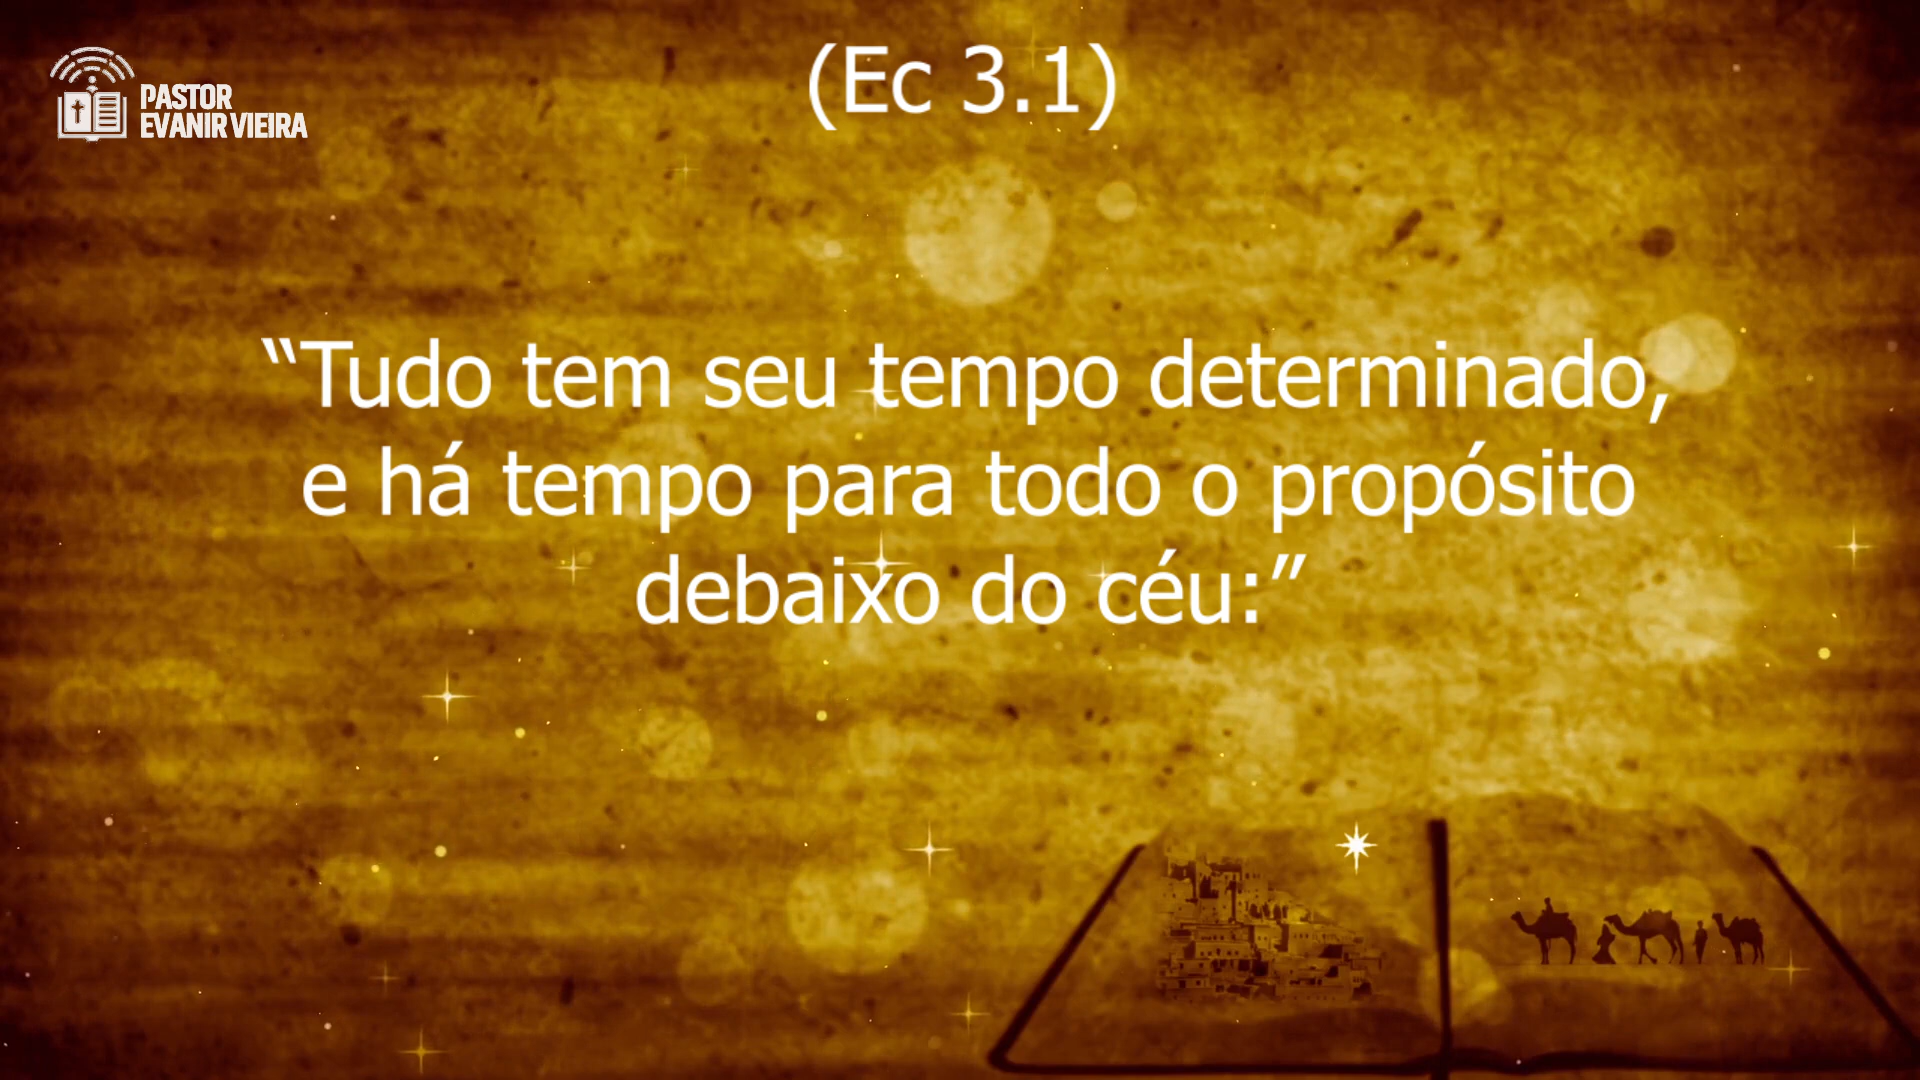 PASTOR
EVANIR VIEIRA
(Ec 3.1)
“Tudo tem seu tempo determinado,
e há tempo para todo o propósito
debaixo do céu:”